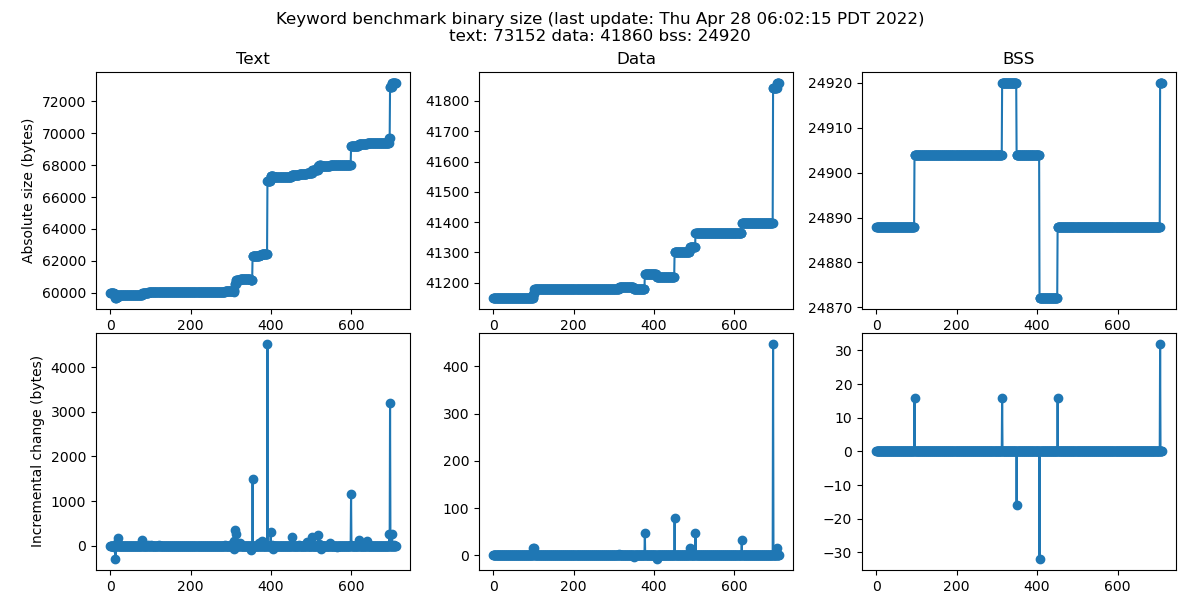 Keyword benchmark binary size (last update: Thu Apr 28 06:02:15 PDT 2022)
text: 73152 data: 41860 bss: 24920
Text
Data
BSS
Absolute size (bytes)
72000
70000
68000
66000
64000
62000
60000
0 200 400 600
41800
41700
41600
41500
41400
41300
41200
0 200 400 600
24920
24910
24900
24890
24880
24870
0 200 400 600
Incremental change (bytes)
4000
3000
2000
1000
0
0 200 400 600
400
300
200
100
0
0 200 400 600
30
20
10
0
−10
−20
−30
0 200 400 600